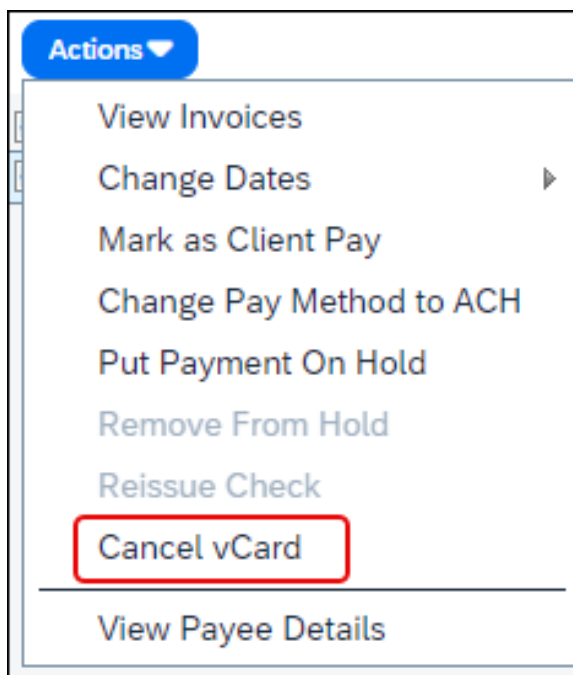 Actions
View Invoices
Change Dates
Mark as Client Pay
Change Pay Method to ACH
Put Payment On Hold
Remove From Hold
Reissue Check
Cancel vCard
View Payee Details